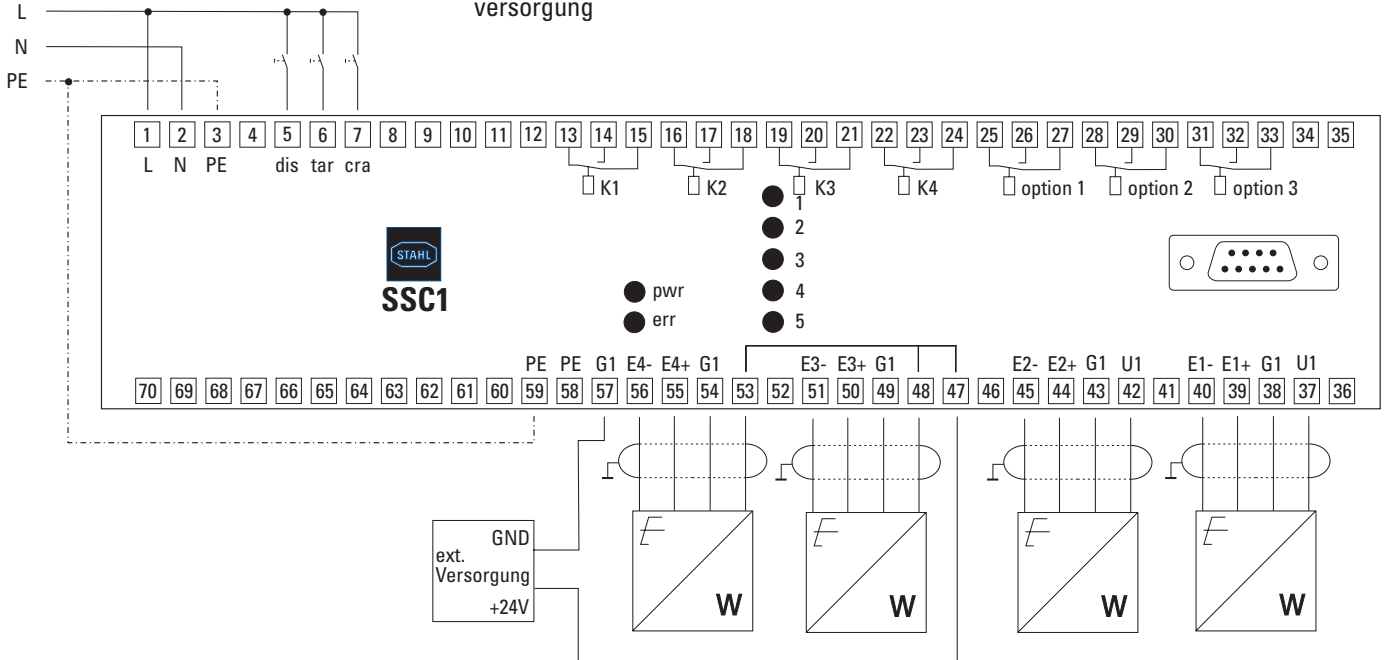 versorgung
L
N
PE
1 2 3 4 5 6 7 8 9 10 11 12 13 14 15 16 17 18 19 20 21 22 23 24 25 26 27 28 29 30 31 32 33 34 35
L N PE dis tar cra
K1 K2 K3 K4 option 1 option 2 option 3
1
2
3
4
5
STAHL
SSC1
pwr
err
PE PE G1 E4- E4+ G1 E3- E3+ G1 E2- E2+ G1 U1 E1- E1+ G1 U1
70 69 68 67 66 65 64 63 62 61 60 59 58 57 56 55 54 53 52 51 50 49 48 47 46 45 44 43 42 41 40 39 38 37 36
GND
ext.
Versorgung
+24V
W W W W